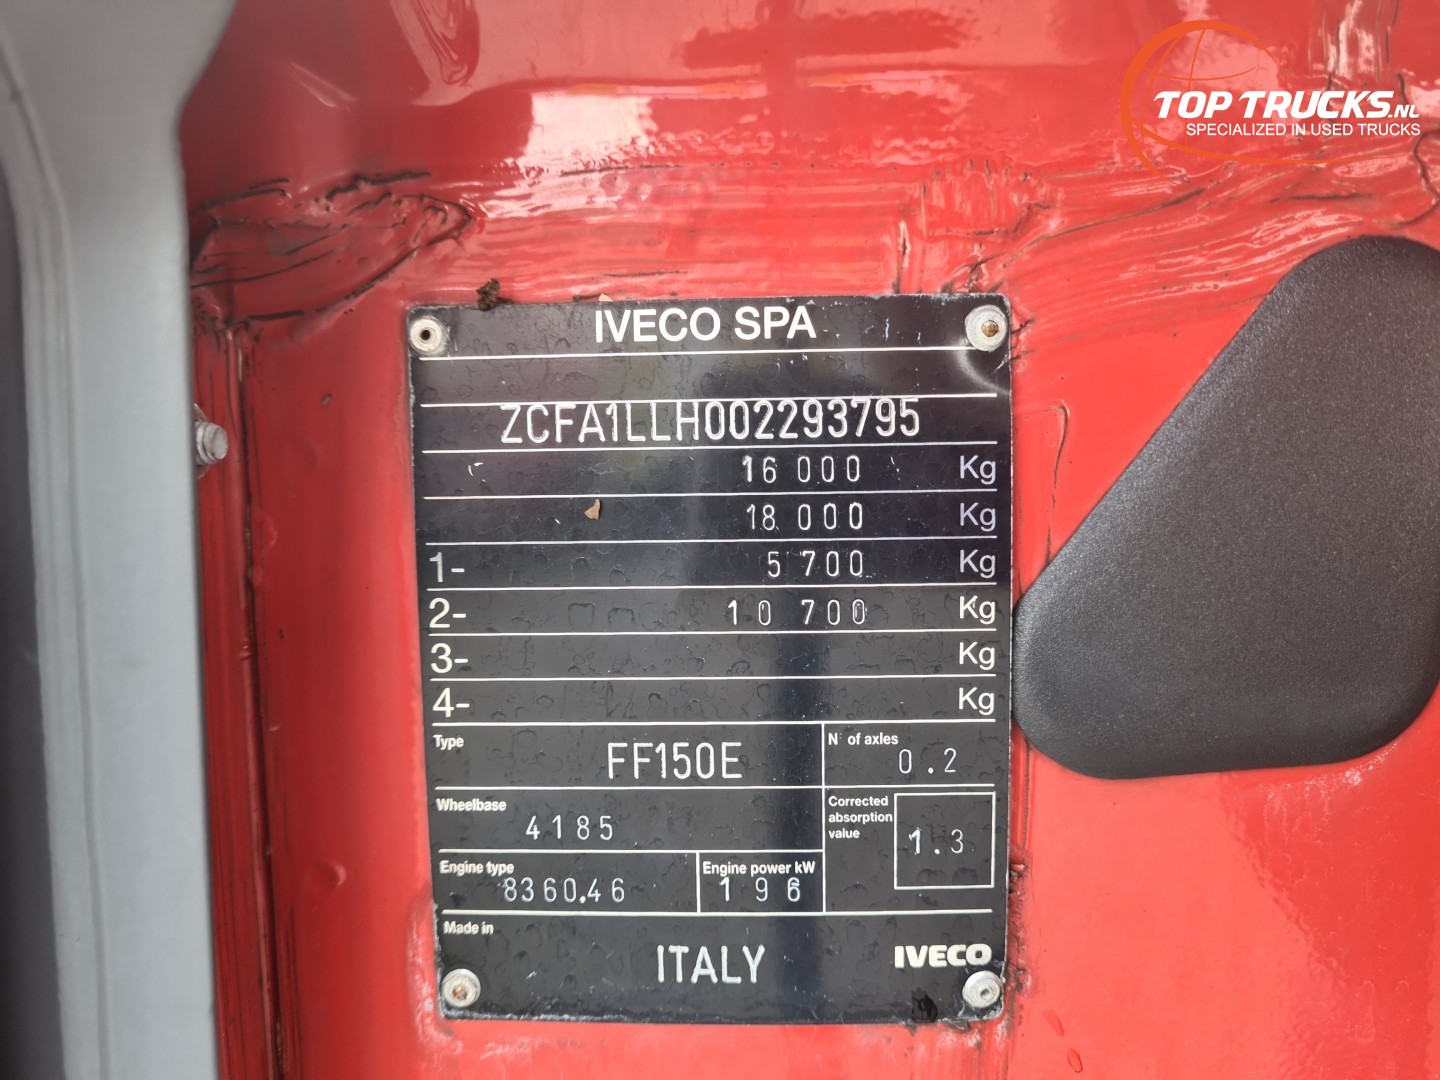 TOP TRUCKS.NL
SPECIALIZED IN USED TRUCKS
IVECO SPA
ZCFA1LLH002293795
16 000 Kg
18 000 Kg
1- 5 700 Kg
2- 10 700 Kg
3- Kg
4- Kg
Type FF150E N° of axles 0.2
Wheelbase 4185
Corrected absorption value 1.3
Engine type 8360.46 Engine power kW 196
Made in ITALY IVECO